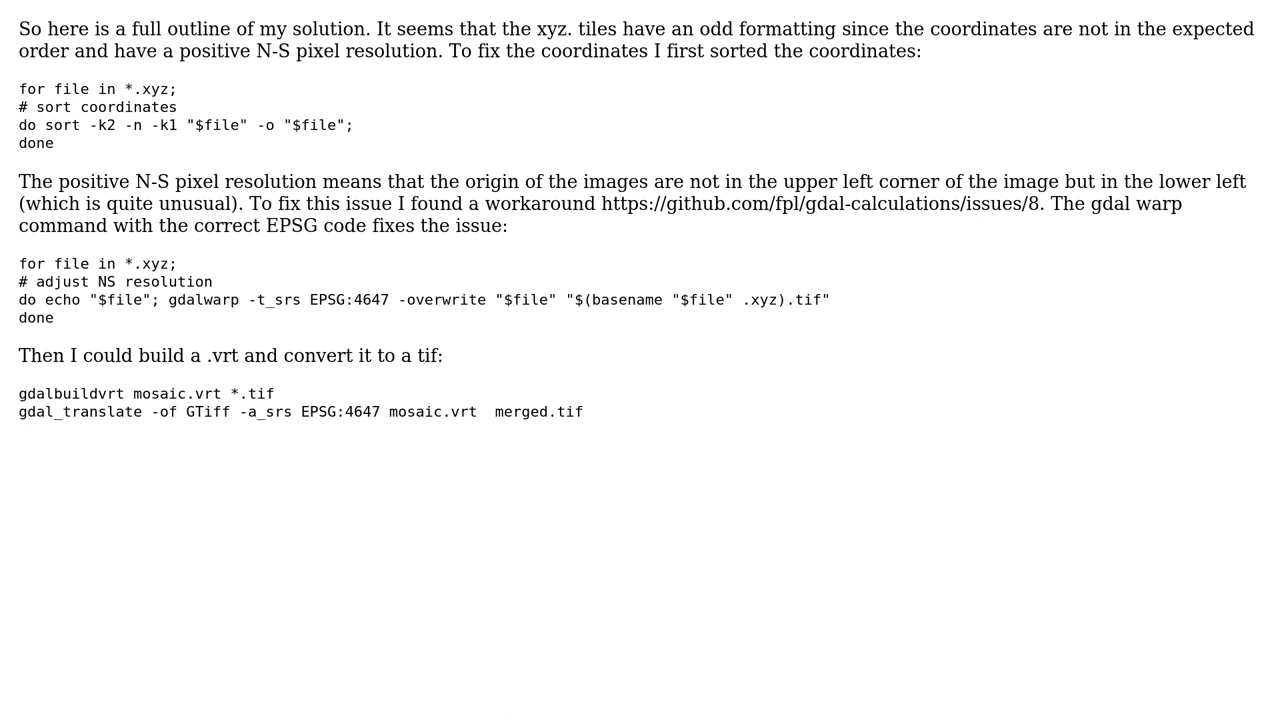 So here is a full outline of my solution. It seems that the xyz. tiles have an odd formatting since the coordinates are not in the expected
order and have a positive N-S pixel resolution. To fix the coordinates I first sorted the coordinates:
for file in *.xyz;
# sort coordinates
do sort -k2 -n -k1 "$file" -o "$file";
done
The positive N-S pixel resolution means that the origin of the images are not in the upper left corner of the image but in the lower left
(which is quite unusual). To fix this issue I found a workaround https://github.com/fpl/gdal-calculations/issues/8. The gdal warp
command with the correct EPSG code fixes the issue:
for file in *.xyz;
# adjust NS resolution
do echo "$file"; gdalwarp -t_srs EPSG:4647 -overwrite "$file" "$(basename "$file" .xyz).tif"
done
Then I could build a .vrt and convert it to a tif:
gdalbuildvrt mosaic.vrt *.tif
gdal_translate -of GTiff -a_srs EPSG:4647 mosaic.vrt  merged.tif